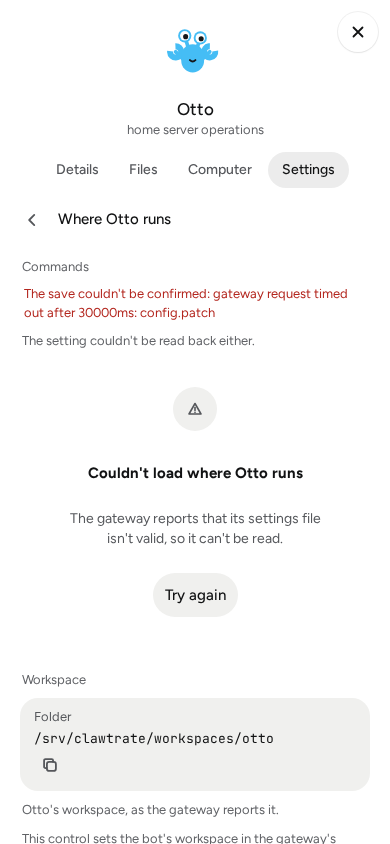 Otto
home server operations
Details Files Computer Settings
Where Otto runs
Commands
The save couldn't be confirmed: gateway request timed
out after 30000ms: config.patch
The setting couldn't be read back either.
Couldn't load where Otto runs
The gateway reports that its settings file
isn't valid, so it can't be read.
Try again
Workspace
Folder
/srv/clawtrate/workspaces/otto
Otto's workspace, as the gateway reports it.
This control sets the bot's workspace in the gateway's